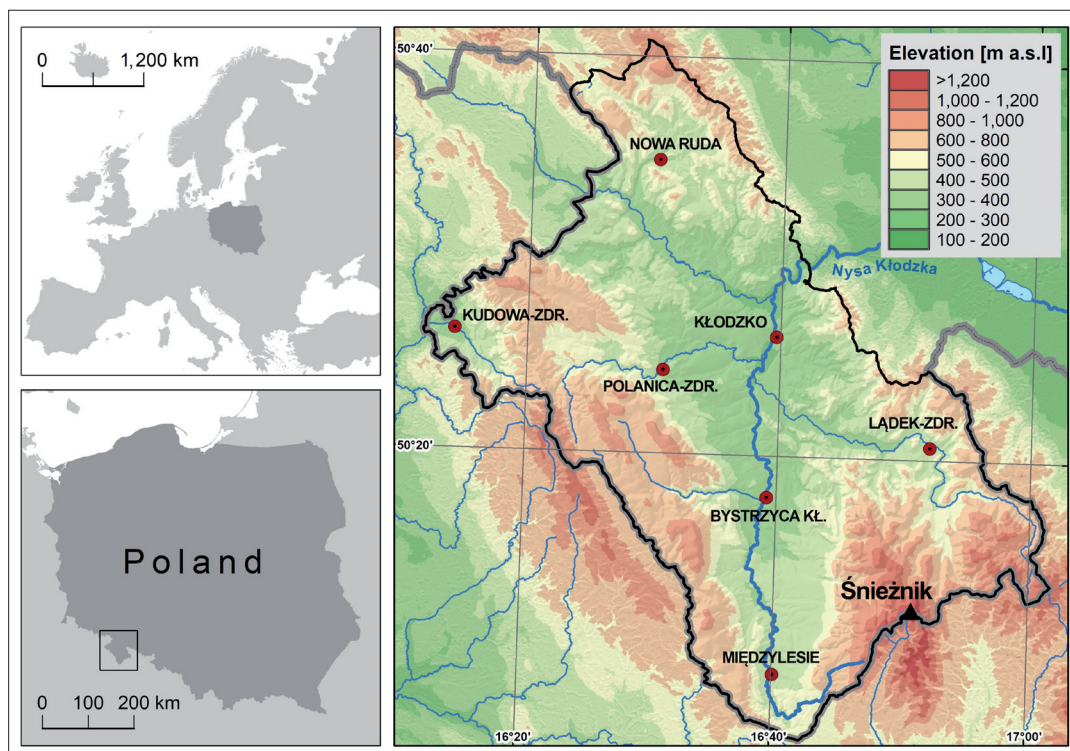 0 1,200 km
Poland
0 100 200 km
50°40'
50°20'
16°20'
16°40'
17°00'
Elevation [m a.s.l]
>1,200
1,000 - 1,200
800 - 1,000
600 - 800
500 - 600
400 - 500
300 - 400
200 - 300
100 - 200
NOWA RUDA
Nysa Kłodzka
KUDOWA-ZDR.
KŁODZKO
POLANICA-ZDR.
LĄDEK-ZDR.
BYSTRZYCA KŁ.
Śnieżnik
MIĘDZYLESIE